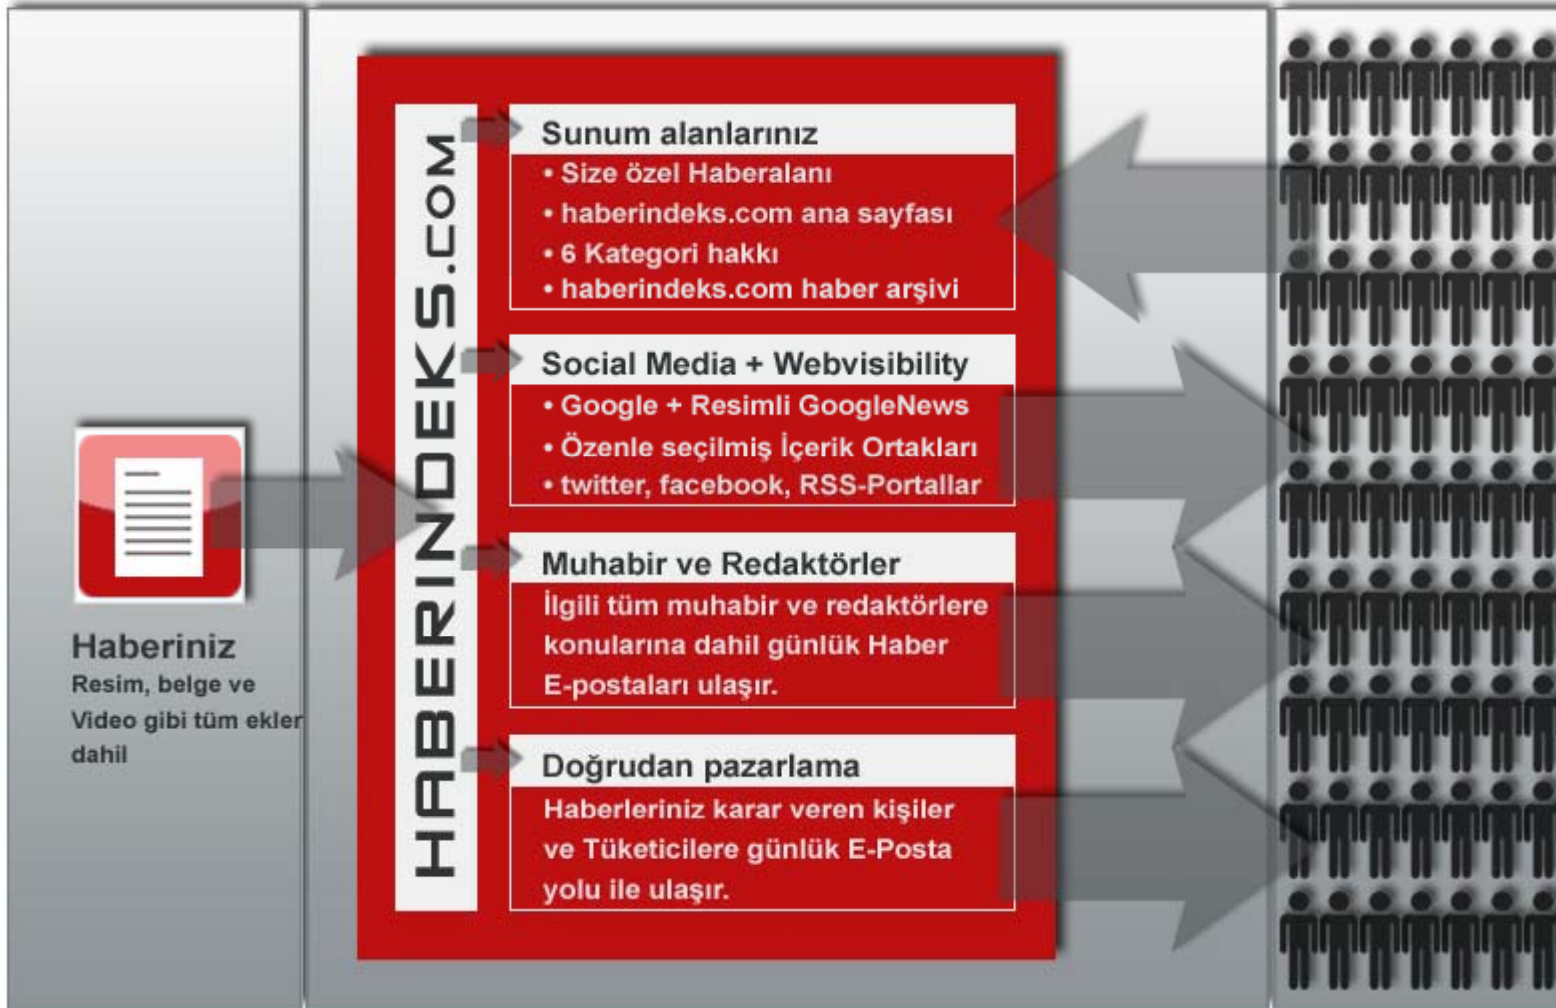 Haberiniz
Resim, belge ve
Video gibi tüm ekler
dahil
HABERINDEKS.COM
Sunum alanlarınız
• Size özel Haberalanı
• haberindeks.com ana sayfası
• 6 Kategori hakkı
• haberindeks.com haber arşivi
Social Media + Webvisibility
• Google + Resimli GoogleNews
• Özenle seçilmiş İçerik Ortakları
• twitter, facebook, RSS-Portallar
Muhabir ve Redaktörler
İlgili tüm muhabir ve redaktörlere
konularına dahil günlük Haber
E-postaları ulaşır.
Doğrudan pazarlama
Haberleriniz karar veren kişiler
ve Tüketicilere günlük E-Posta
yolu ile ulaşır.